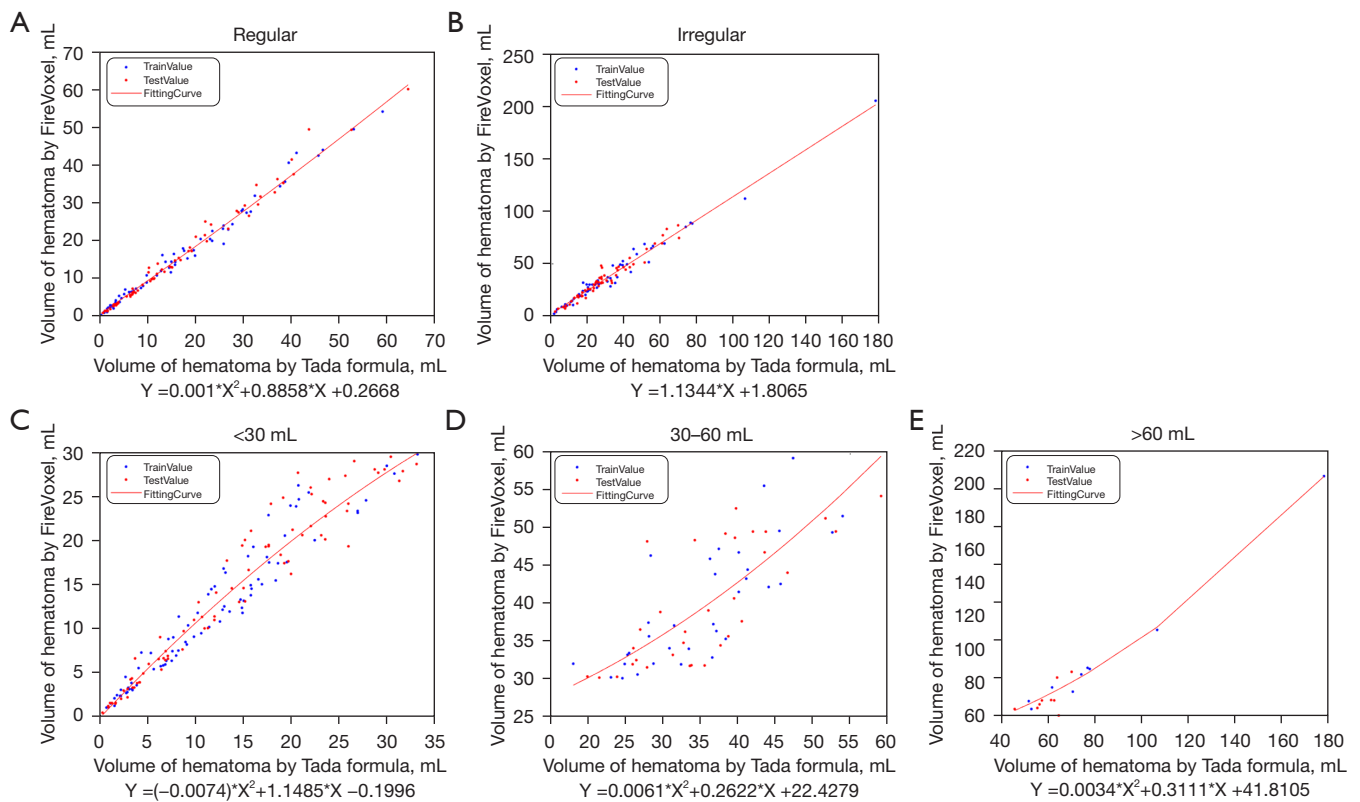 A
Regular
Volume of hematoma by FireVoxel, mL
70
60
50
40
30
20
10
0
TrainValue
TestValue
FittingCurve
0 10 20 30 40 50 60 70
Volume of hematoma by Tada formula, mL
Y =0.001*X²+0.8858*X +0.2668
B
Irregular
Volume of hematoma by FireVoxel, mL
250
200
150
100
50
0
TrainValue
TestValue
FittingCurve
0 20 40 60 80 100 120 140 160 180
Volume of hematoma by Tada formula, mL
Y =1.1344*X +1.8065
C
<30 mL
Volume of hematoma by FireVoxel, mL
30
25
20
15
10
5
0
TrainValue
TestValue
FittingCurve
0 5 10 15 20 25 30 35
Volume of hematoma by Tada formula, mL
Y =(−0.0074)*X²+1.1485*X −0.1996
D
30–60 mL
Volume of hematoma by FireVoxel, mL
60
55
50
45
40
35
30
25
TrainValue
TestValue
FittingCurve
15 20 25 30 35 40 45 50 55 60
Volume of hematoma by Tada formula, mL
Y =0.0061*X²+0.2622*X +22.4279
E
>60 mL
Volume of hematoma by FireVoxel, mL
220
200
180
160
140
120
100
80
60
TrainValue
TestValue
FittingCurve
40 60 80 100 120 140 160 180
Volume of hematoma by Tada formula, mL
Y =0.0034*X²+0.3111*X +41.8105